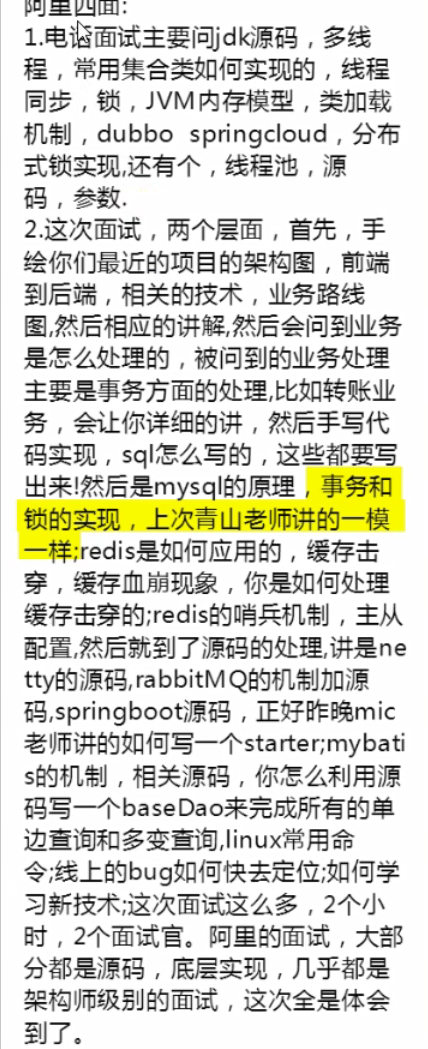 阿里四面:
1.电话面试主要问jdk源码，多线
程，常用集合类如何实现的，线程
同步，锁，JVM内存模型，类加载
机制，dubbo springcloud，分布
式锁实现,还有个，线程池，源
码，参数.
2.这次面试，两个层面，首先，手
绘你们最近的项目的架构图，前端
到后端，相关的技术，业务路线
图,然后相应的讲解,然后会问到业务
是怎么处理的，被问到的业务处理
主要是事务方面的处理,比如转账业
务，会让你详细的讲，然后手写代
码实现，sql怎么写的，这些都要写
出来!然后是mysql的原理，事务和
锁的实现，上次青山老师讲的一模
一样;redis是如何应用的，缓存击
穿，缓存血崩现象，你是如何处理
缓存击穿的;redis的哨兵机制，主从
配置,然后就到了源码的处理,讲是ne
tty的源码,rabbitMQ的机制加源
码,springboot源码，正好昨晚mic
老师讲的如何写一个starter;mybati
s的机制，相关源码，你怎么利用源
码写一个baseDao来完成所有的单
边查询和多变查询,linux常用命
令;线上的bug如何快去定位;如何学
习新技术;这次面试这么多，2个小
时，2个面试官。阿里的面试，大部
分都是源码，底层实现，几乎都是
架构师级别的面试，这次全是体会
到了。